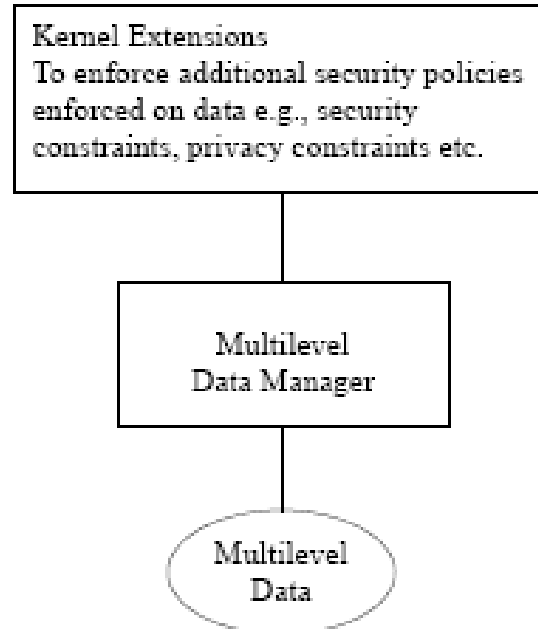 Kernel Extensions
To enforce additional security policies
enforced on data e.g., security
constraints, privacy constraints etc.
Multilevel
Data Manager
Multilevel
Data